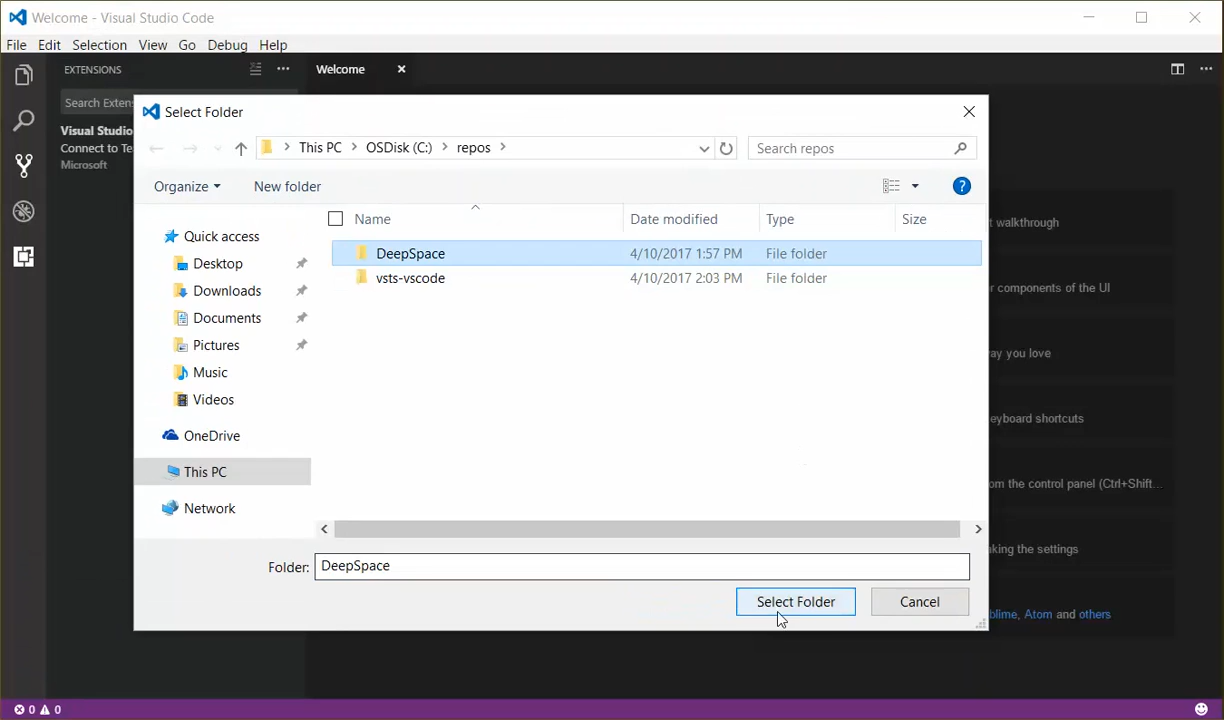 Welcome - Visual Studio Code
File Edit Selection View Go Debug Help
EXTENSIONS
Welcome
Search Exten
Visual Studio
Connect to Te
Microsoft
Select Folder
This PC > OSDisk (C:) > repos >
Search repos
Organize
New folder
Name Date modified Type Size
DeepSpace 4/10/2017 1:57 PM File folder
vsts-vscode 4/10/2017 2:03 PM File folder
Quick access
Desktop
Downloads
Documents
Pictures
Music
Videos
OneDrive
This PC
Network
Folder: DeepSpace
Select Folder
Cancel
t walkthrough
r components of the UI
way you love
eyboard shortcuts
om the control panel (Ctrl+Shift...
king the settings
blime, Atom and others
0 0